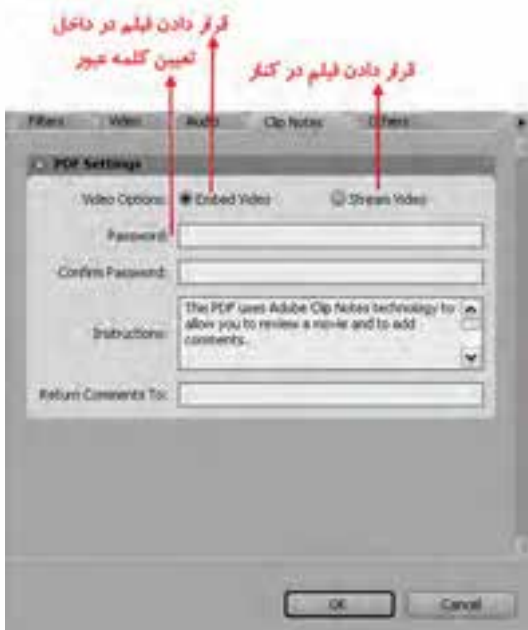 قرار دادن فیلم در داخل
تعیین کلمه عبور
قرار دادن فیلم در کنار
Filters Video Audio Clip Notes Others
PDF Settings
Video Options: Embed Video Stream Video
Password:
Confirm Password:
Instructions: The PDF uses Adobe Clip Notes technology to
allow you to review a movie and to add
comments.
Return Comments To:
OK Cancel